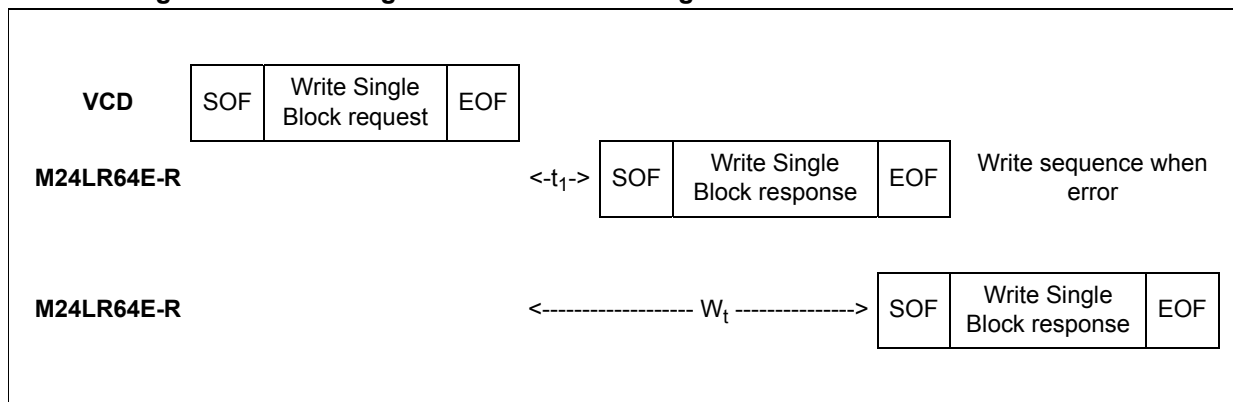 VCD SOF Write Single Block request EOF
M24LR64E-R <-t1-> SOF Write Single Block response EOF Write sequence when error
M24LR64E-R <------------------- Wt ---------------> SOF Write Single Block response EOF